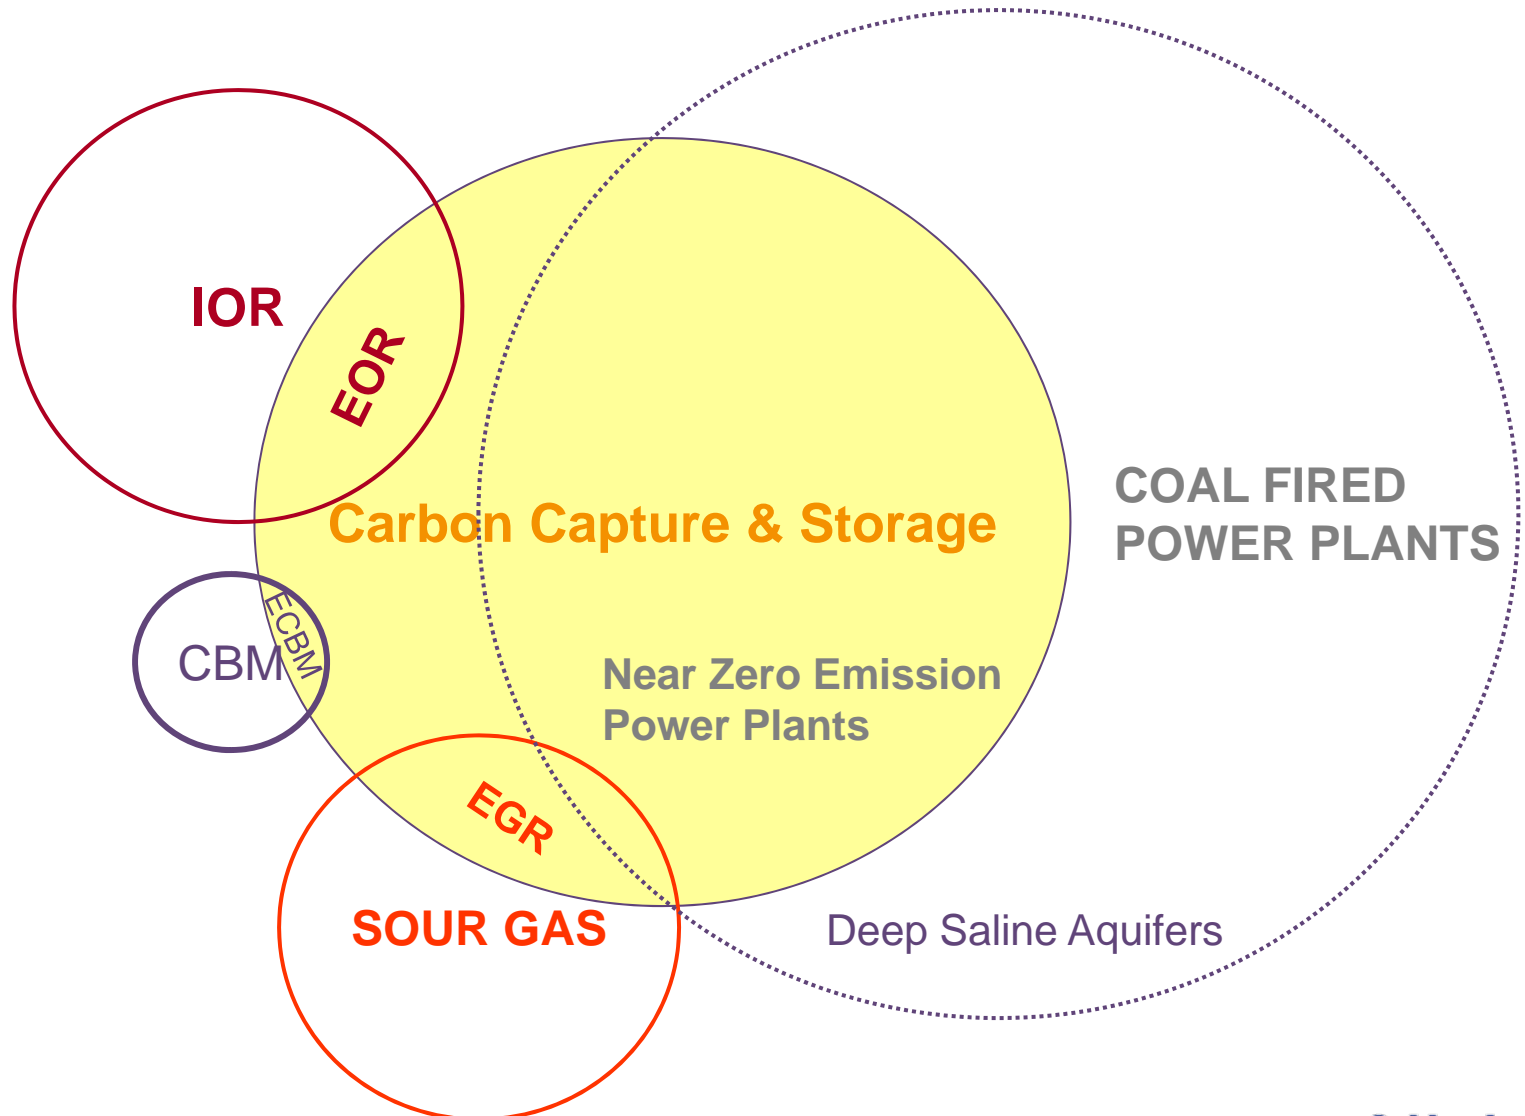 IOR
EOR
COAL FIRED
POWER PLANTS
Carbon Capture & Storage
ECBM
CBM
Near Zero Emission
Power Plants
EGR
SOUR GAS
Deep Saline Aquifers